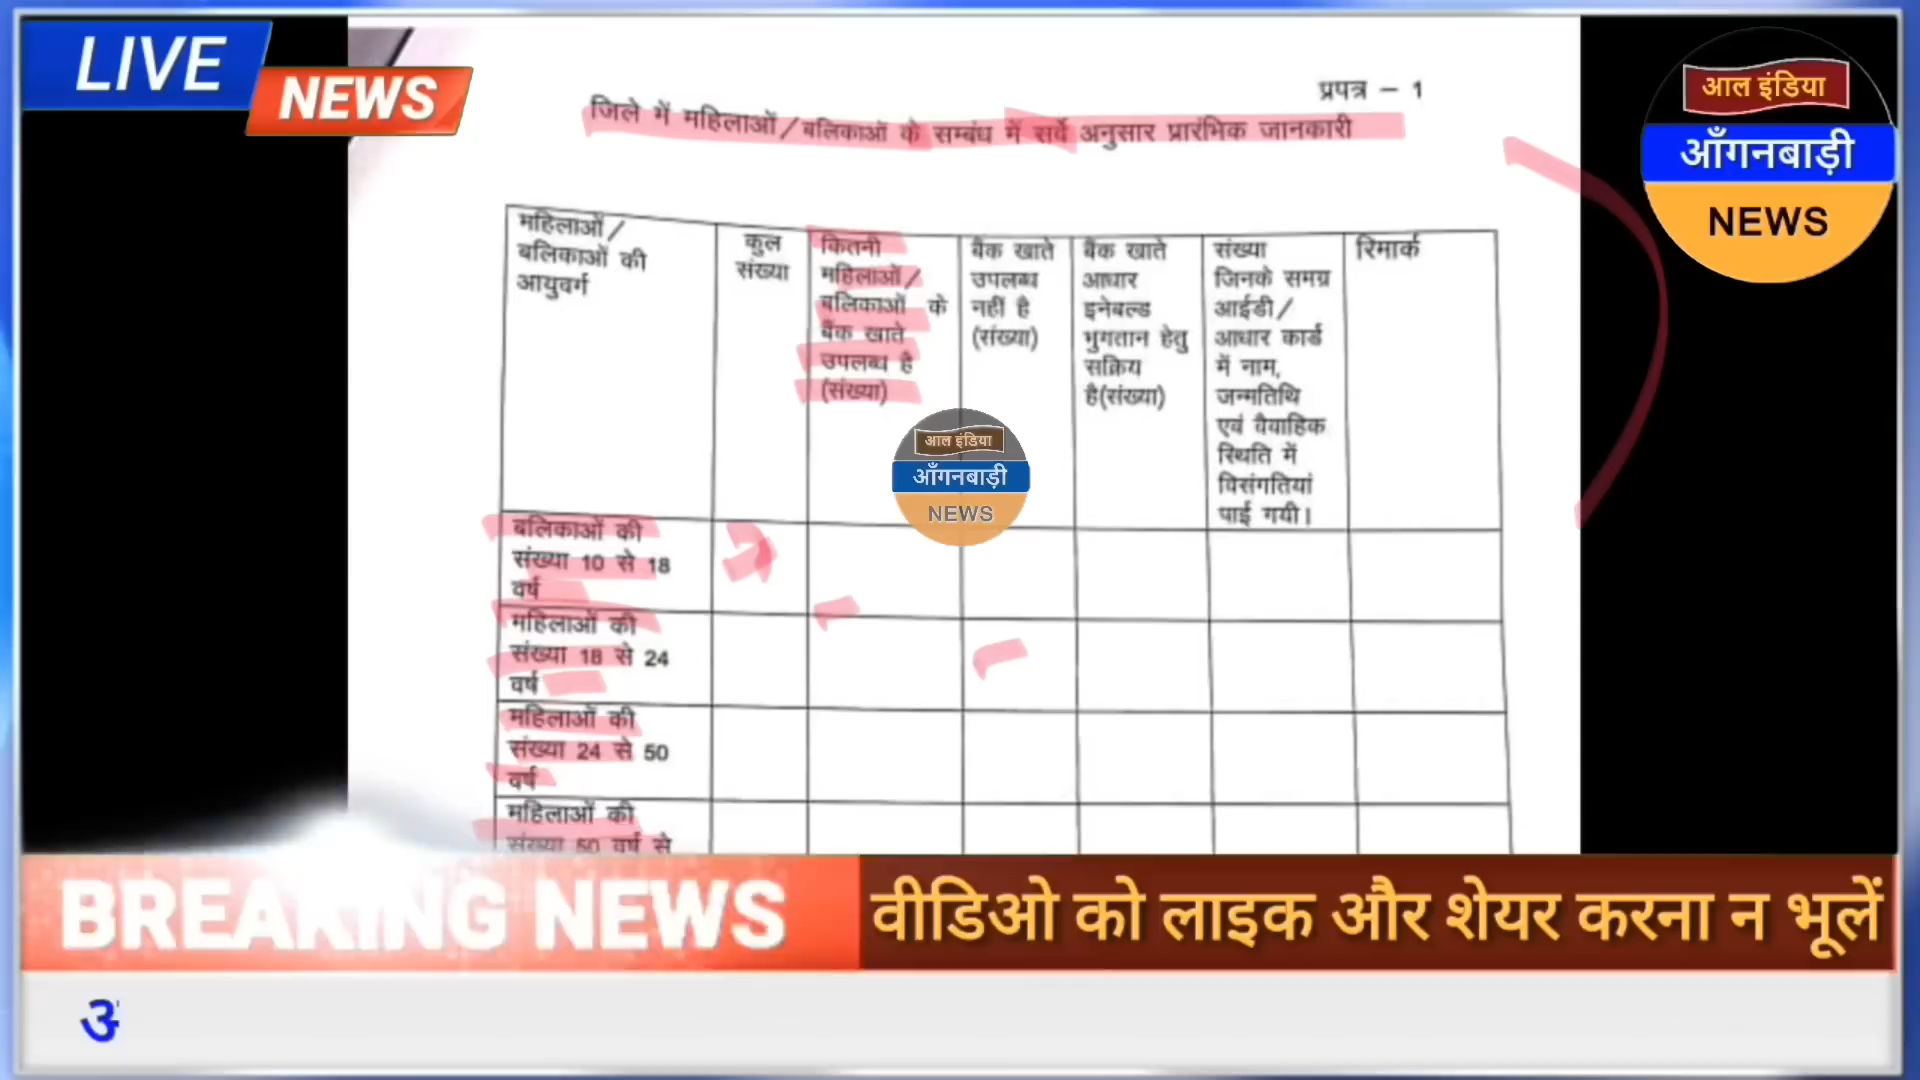 LIVE
NEWS
आल इंडिया
आँगनबाड़ी
NEWS
प्रपत्र – 1
जिले में महिलाओं/बलिकाओं के सम्बंध में सर्वे अनुसार प्रारंभिक जानकारी
महिलाओं/
बलिकाओं की
आयुवर्ग
कुल
संख्या
कितनी
महिलाओं/
बलिकाओं के
बैंक खाते
उपलब्ध है
(संख्या)
बैंक खाते
उपलब्ध
नहीं है
(संख्या)
बैंक खाते
आधार
इनेबल्ड
भुगतान हेतु
सक्रिय
है(संख्या)
संख्या
जिनके समग्र
आईडी/
आधार कार्ड
में नाम,
जन्मतिथि
एवं वैवाहिक
स्थिति में
विसंगतियां
पाई गयी।
रिमार्क
आल इंडिया
आँगनबाड़ी
NEWS
बलिकाओं की
संख्या 10 से 18
वर्ष
महिलाओं की
संख्या 18 से 24
वर्ष
महिलाओं की
संख्या 24 से 50
वर्ष
महिलाओं की
संख्या 50 वर्ष से
BREAKING NEWS
वीडिओ को लाइक और शेयर करना न भूलें